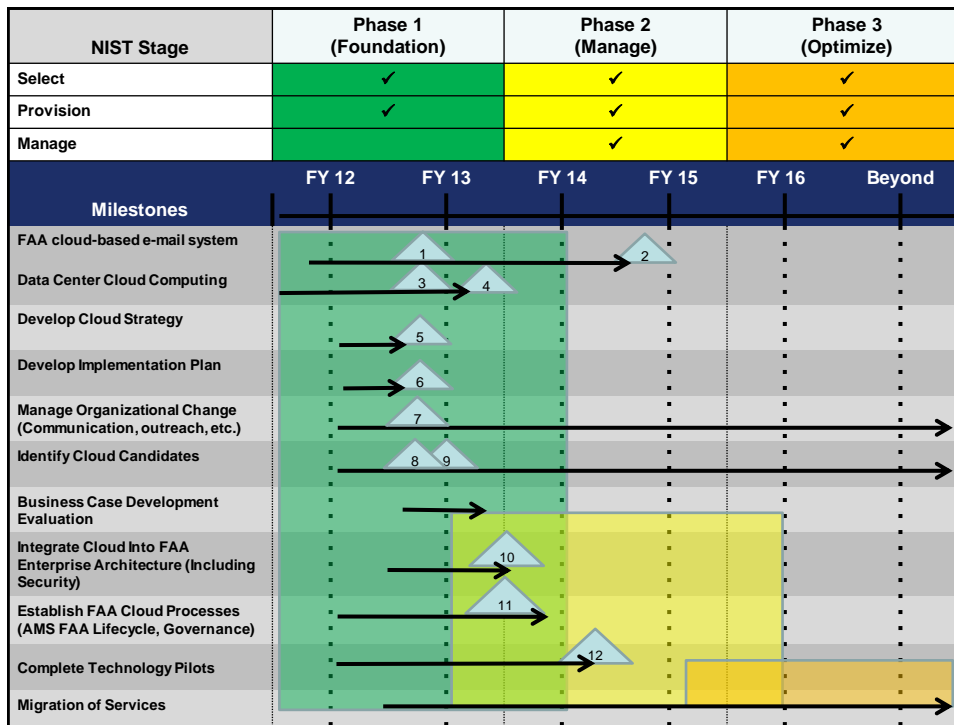 NIST Stage
Phase 1
(Foundation)
Phase 2
(Manage)
Phase 3
(Optimize)
Select
✓ ✓ ✓
Provision
✓ ✓ ✓
Manage
✓ ✓
Milestones
FY 12 FY 13 FY 14 FY 15 FY 16 Beyond
FAA cloud-based e-mail system
1 2
Data Center Cloud Computing
3 4
Develop Cloud Strategy
5
Develop Implementation Plan
6
Manage Organizational Change
(Communication, outreach, etc.)
7
Identify Cloud Candidates
8 9
Business Case Development
Evaluation
Integrate Cloud Into FAA
Enterprise Architecture (Including
Security)
10
Establish FAA Cloud Processes
(AMS FAA Lifecycle, Governance)
11
Complete Technology Pilots
12
Migration of Services